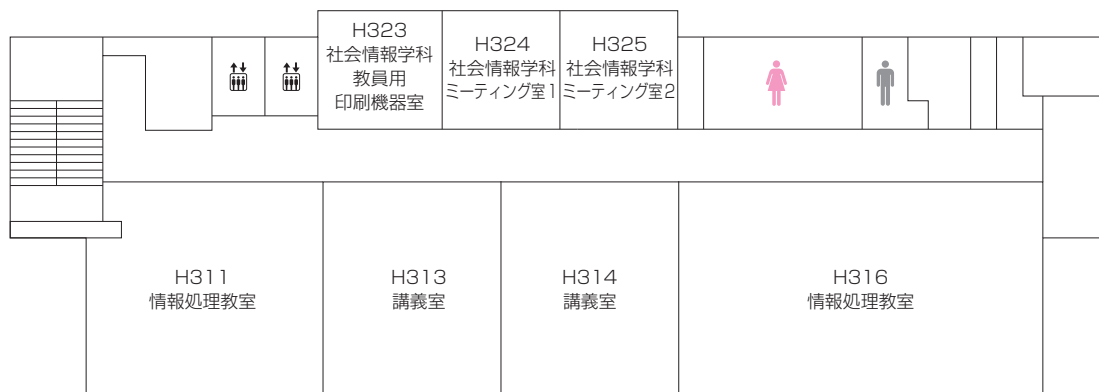 H323
社会情報学科
教員用
印刷機器室
H324
社会情報学科
ミーティング室1
H325
社会情報学科
ミーティング室2
H311
情報処理教室
H313
講義室
H314
講義室
H316
情報処理教室